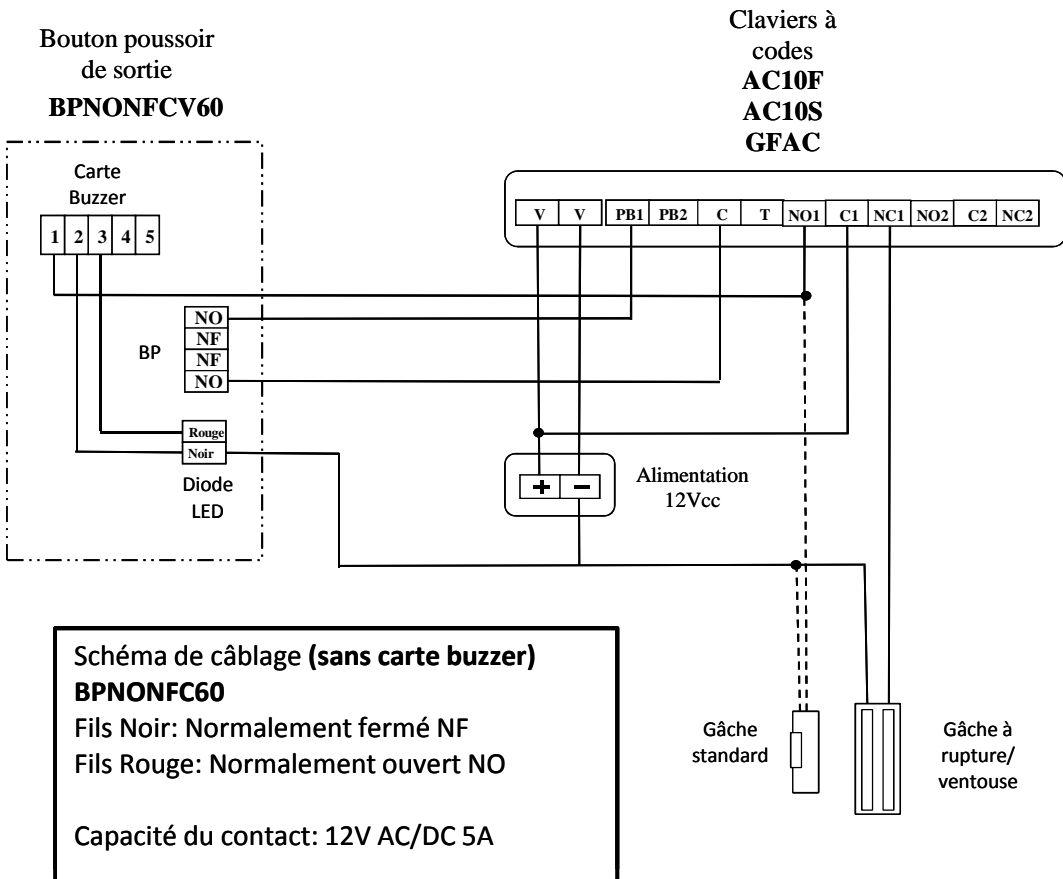 Bouton poussoir
de sortie
BPNONFCV60
Claviers à
codes
AC10F
AC10S
GFAC
Carte
Buzzer
1 2 3 4 5
V V PB1 PB2 C T NO1 C1 NC1 NO2 C2 NC2
BP
NO
NF
NF
NO
Rouge
Noir
Diode
LED
+ −
Alimentation
12Vcc
Schéma de câblage (sans carte buzzer)
BPNONFC60
Fils Noir: Normalement fermé NF
Fils Rouge: Normalement ouvert NO
Capacité du contact: 12V AC/DC 5A
Gâche
standard
Gâche à
rupture/
ventouse